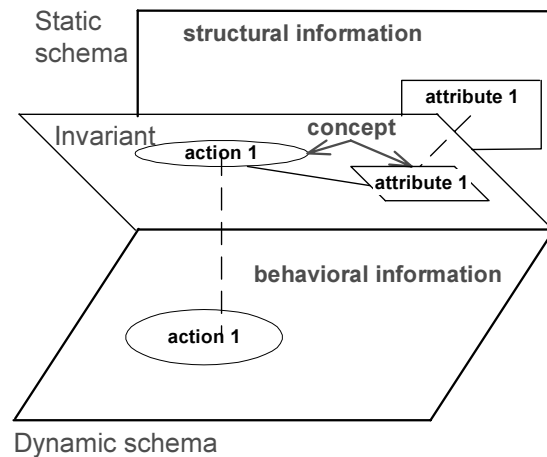 Static
schema
structural information
attribute 1
Invariant
concept
action 1
attribute 1
behavioral information
action 1
Dynamic schema